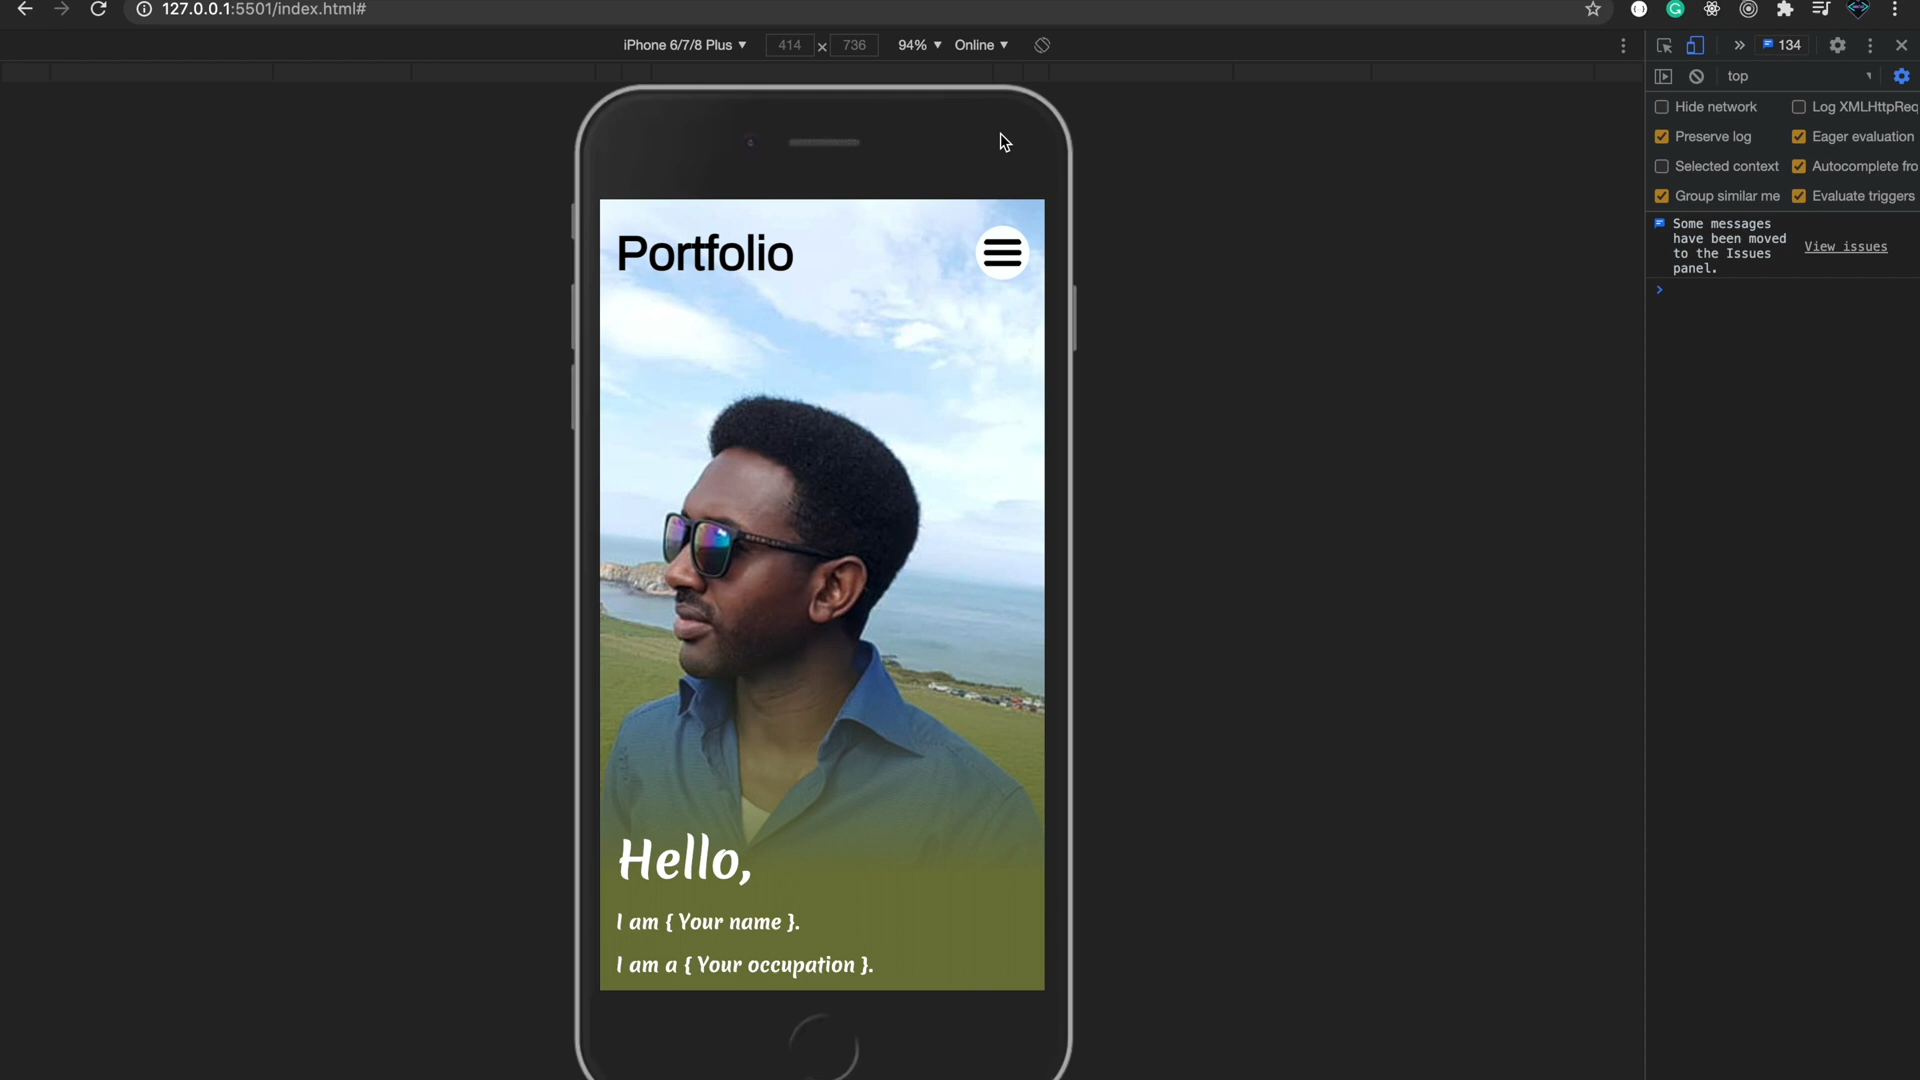 127.0.0.1:5501/index.html#
iPhone 6/7/8 Plus 414 x 736 94% Online
134
top
Hide network Log XMLHttpReq
Preserve log Eager evaluation
Selected context Autocomplete fro
Group similar me Evaluate triggers
Some messages
have been moved
to the Issues
panel.
View issues
Portfolio
Hello,
I am { Your name }.
I am a { Your occupation }.